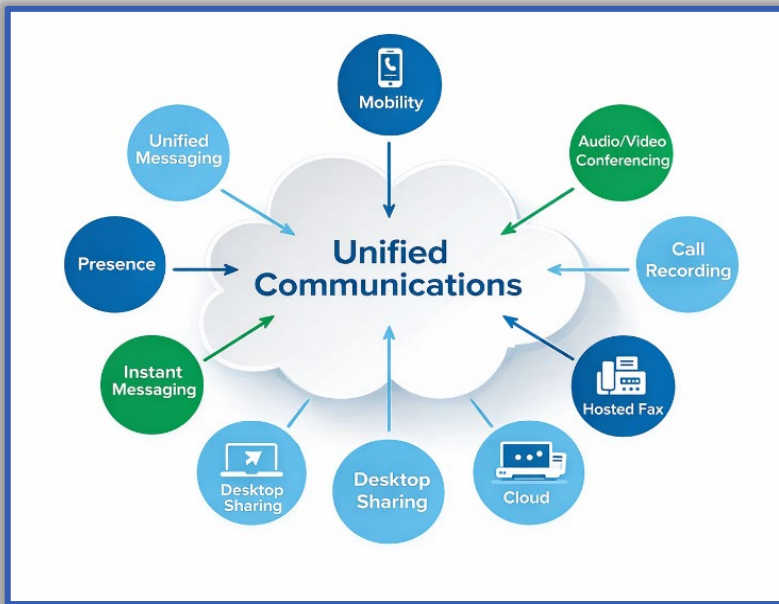 Mobility
Unified
Messaging
Audio/Video
Conferencing
Presence
Unified
Communications
Call
Recording
Instant
Messaging
Hosted Fax
Desktop
Sharing
Desktop
Sharing
Cloud